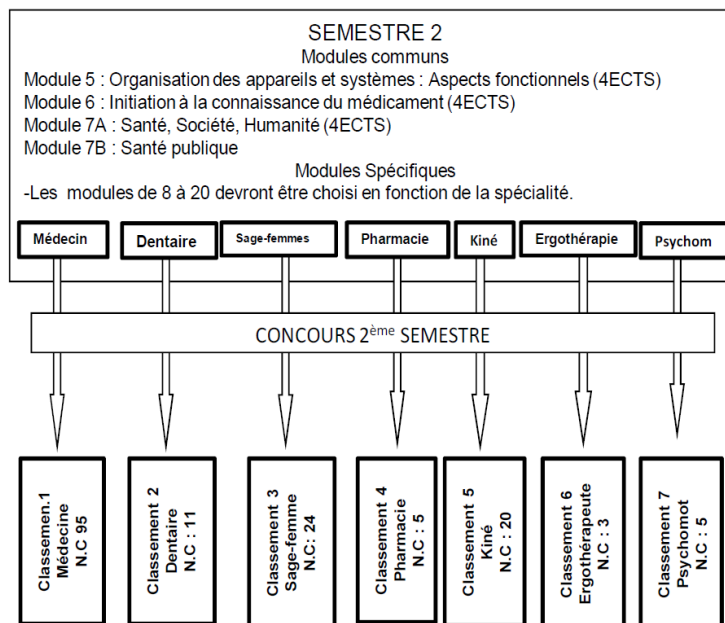 SEMESTRE 2
Modules communs
Module 5 : Organisation des appareils et systèmes : Aspects fonctionnels (4ECTS)
Module 6 : Initiation à la connaissance du médicament (4ECTS)
Module 7A : Santé, Société, Humanité (4ECTS)
Module 7B : Santé publique
Modules Spécifiques
-Les modules de 8 à 20 devront être choisi en fonction de la spécialité.
Médecin
Dentaire
Sage-femmes
Pharmacie
Kiné
Ergothérapie
Psychom
CONCOURS 2ème SEMESTRE
Classemen.1
Médecine
N.C 95
Classement 2
Dentaire
N.C : 11
Classement 3
Sage-femme
N.C: 24
Classement 4
Pharmacie
N.C : 5
Classement 5
Kiné
N.C : 20
Classement 6
Ergothérapeute
N.C : 3
Classement 7
Psychomot
N.C : 5